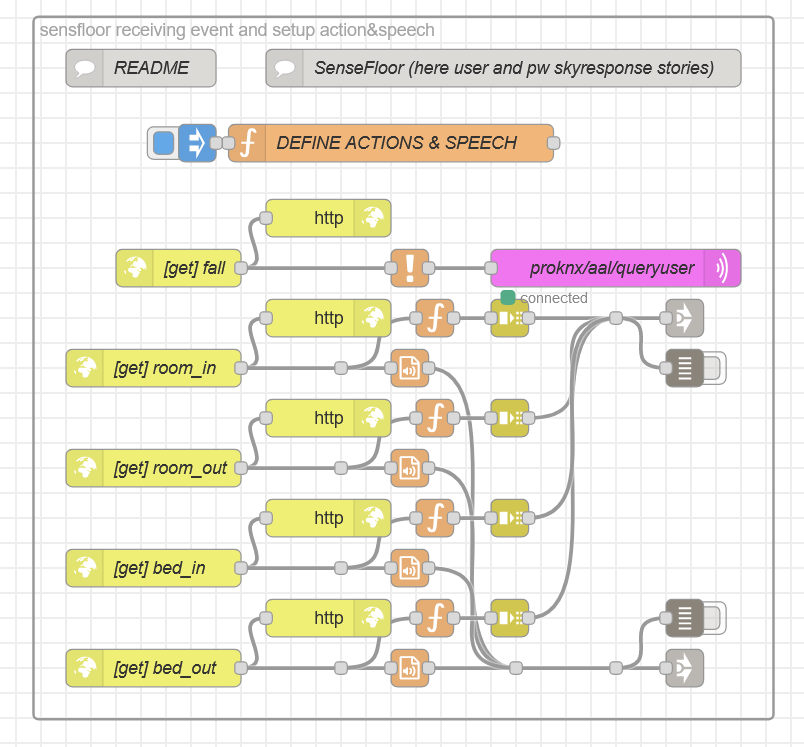 sensfloor receiving event and setup action&speech
README
SenseFloor (here user and pw skyresponse stories)
DEFINE ACTIONS & SPEECH
http
[get] fall
proknx/aal/queryuser
connected
http
[get] room_in
http
[get] room_out
http
[get] bed_in
http
[get] bed_out